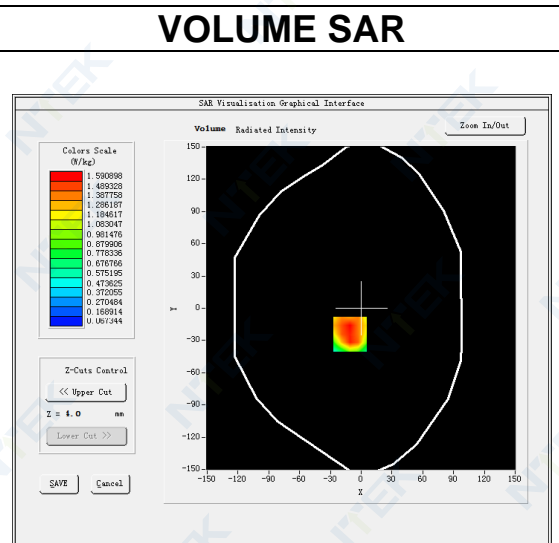 VOLUME SAR
SAR Visualisation Graphical Interface
Volume Radiated Intensity
Zoom In/Out
Colors Scale
(W/kg)
1.590898
1.489328
1.387758
1.286187
1.184617
1.083047
0.981476
0.879906
0.778336
0.676766
0.575195
0.473625
0.372055
0.270484
0.168914
0.067344
150
120
90
60
30
0
-30
-60
-90
-120
-150
Y
-150 -120 -90 -60 -30 0 30 60 90 120 150
X
Z-Cuts Control
<< Upper Cut
Z = 4.0 mm
Lower Cut >>
SAVE Cancel
NTEK